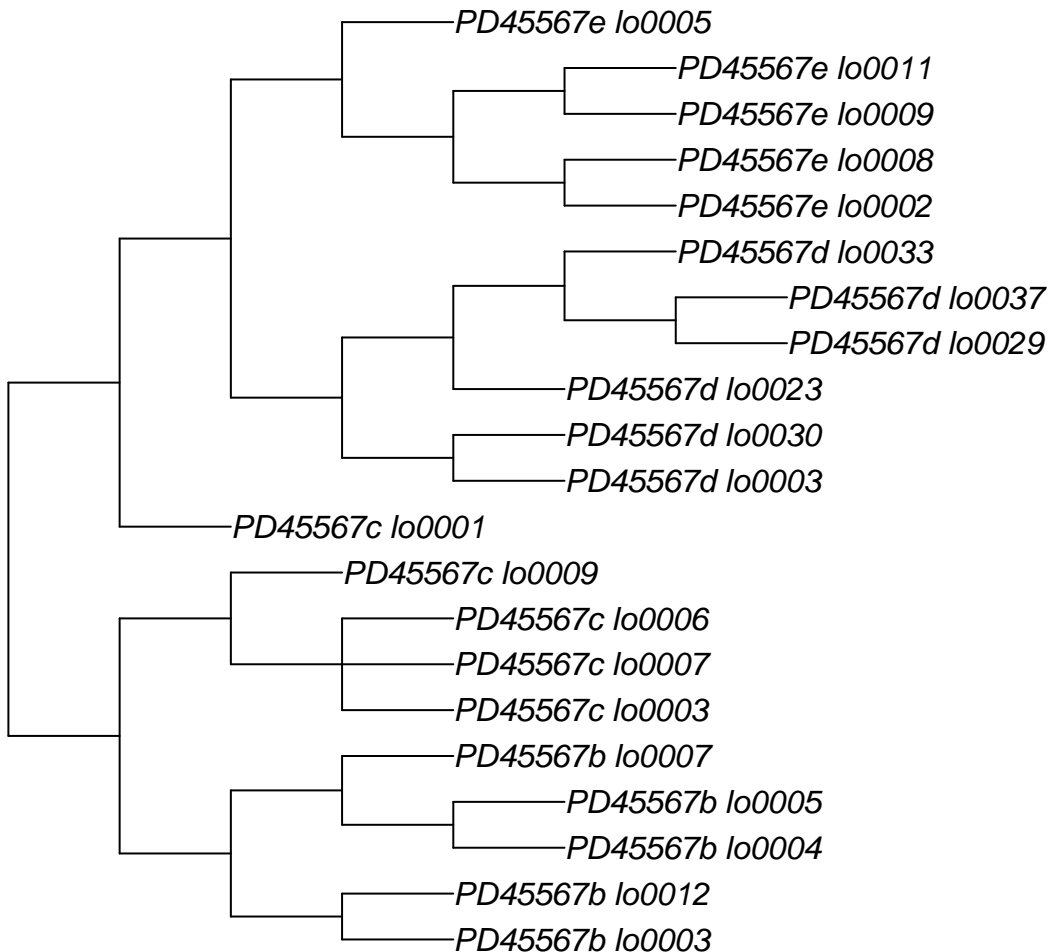 PD45567e lo0005
PD45567e lo0011
PD45567e lo0009
PD45567e lo0008
PD45567e lo0002
PD45567d lo0033
PD45567d lo0037
PD45567d lo0029
PD45567d lo0023
PD45567d lo0030
PD45567d lo0003
PD45567c lo0001
PD45567c lo0009
PD45567c lo0006
PD45567c lo0007
PD45567c lo0003
PD45567b lo0007
PD45567b lo0005
PD45567b lo0004
PD45567b lo0012
PD45567b lo0003